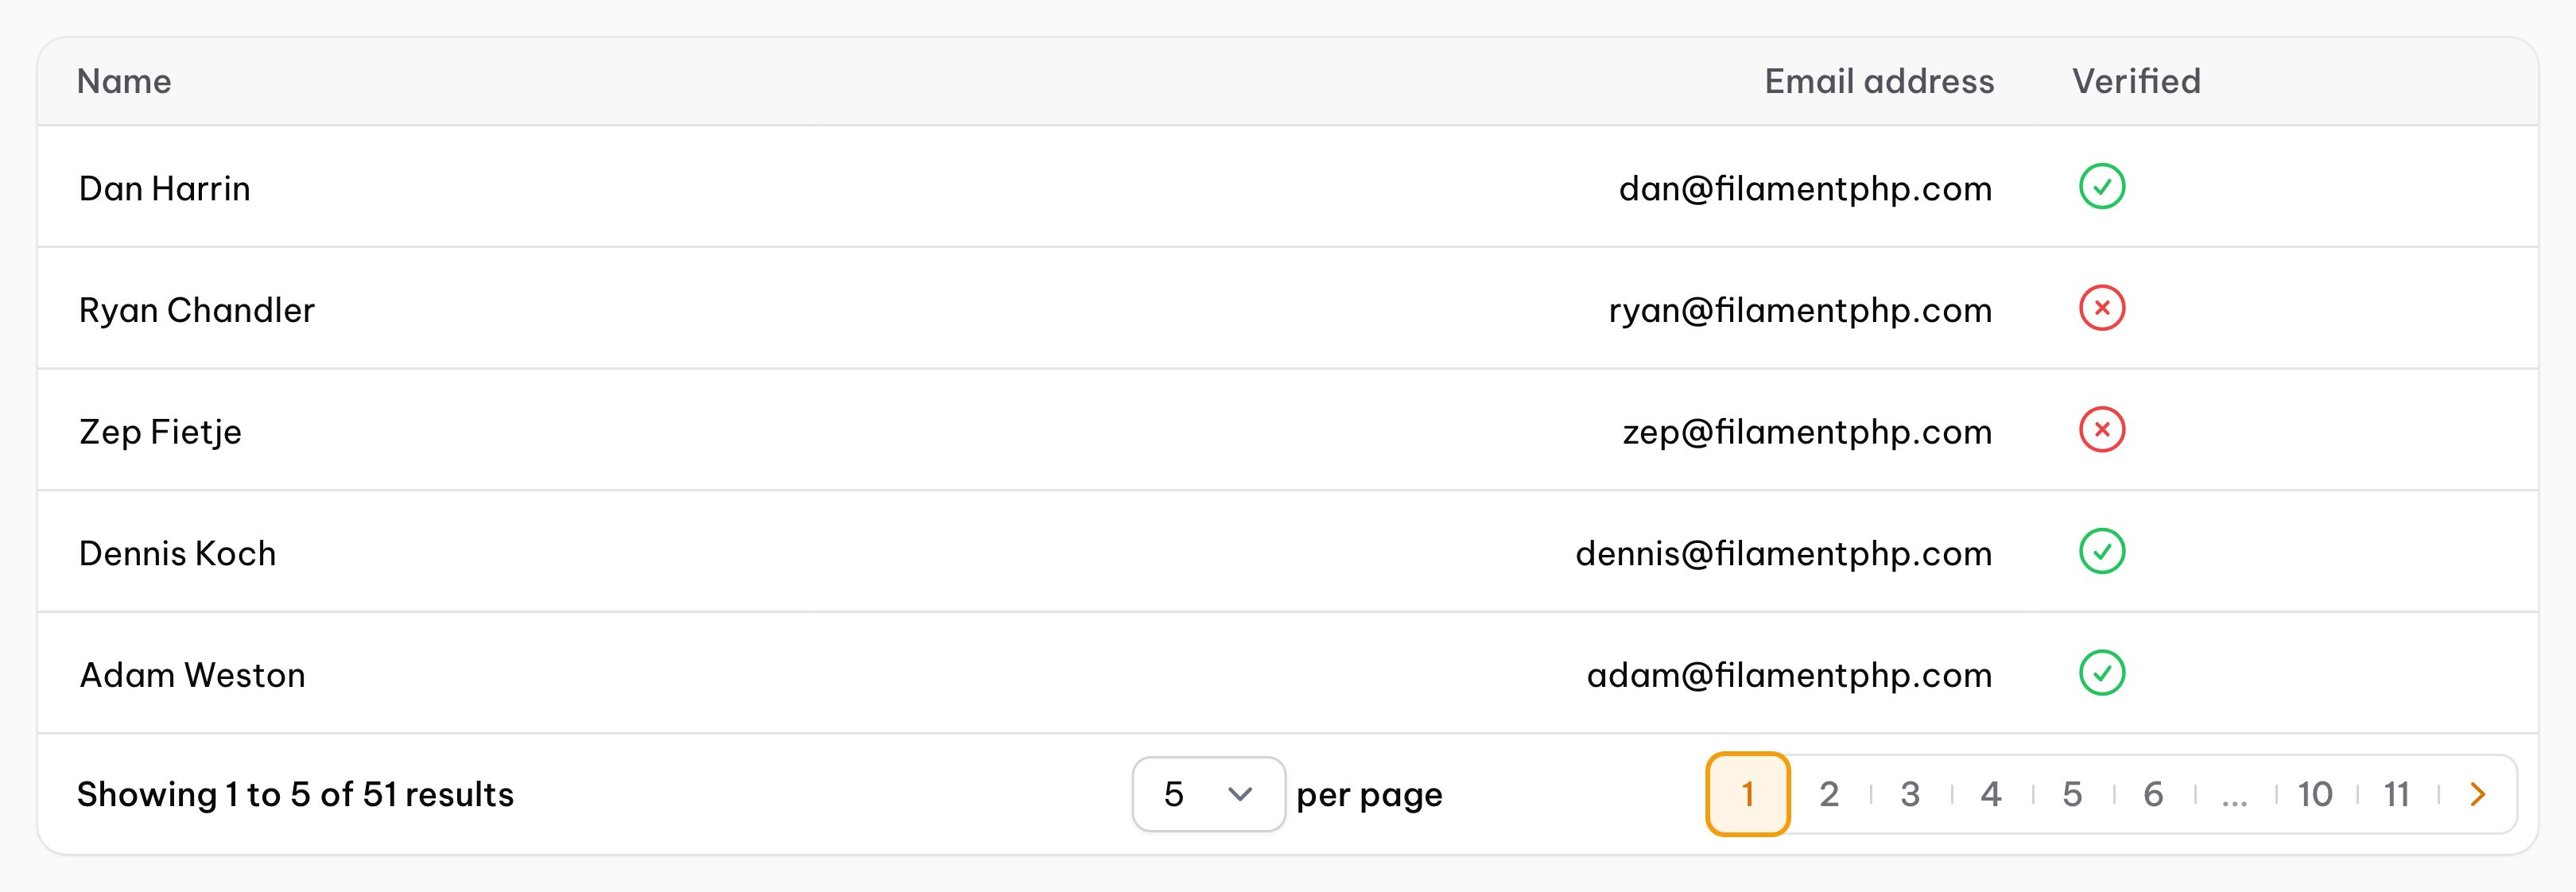 Name Email address Verified
Dan Harrin dan@filamentphp.com
Ryan Chandler ryan@filamentphp.com
Zep Fietje zep@filamentphp.com
Dennis Koch dennis@filamentphp.com
Adam Weston adam@filamentphp.com
Showing 1 to 5 of 51 results 5 per page 1 2 3 4 5 6 ... 10 11